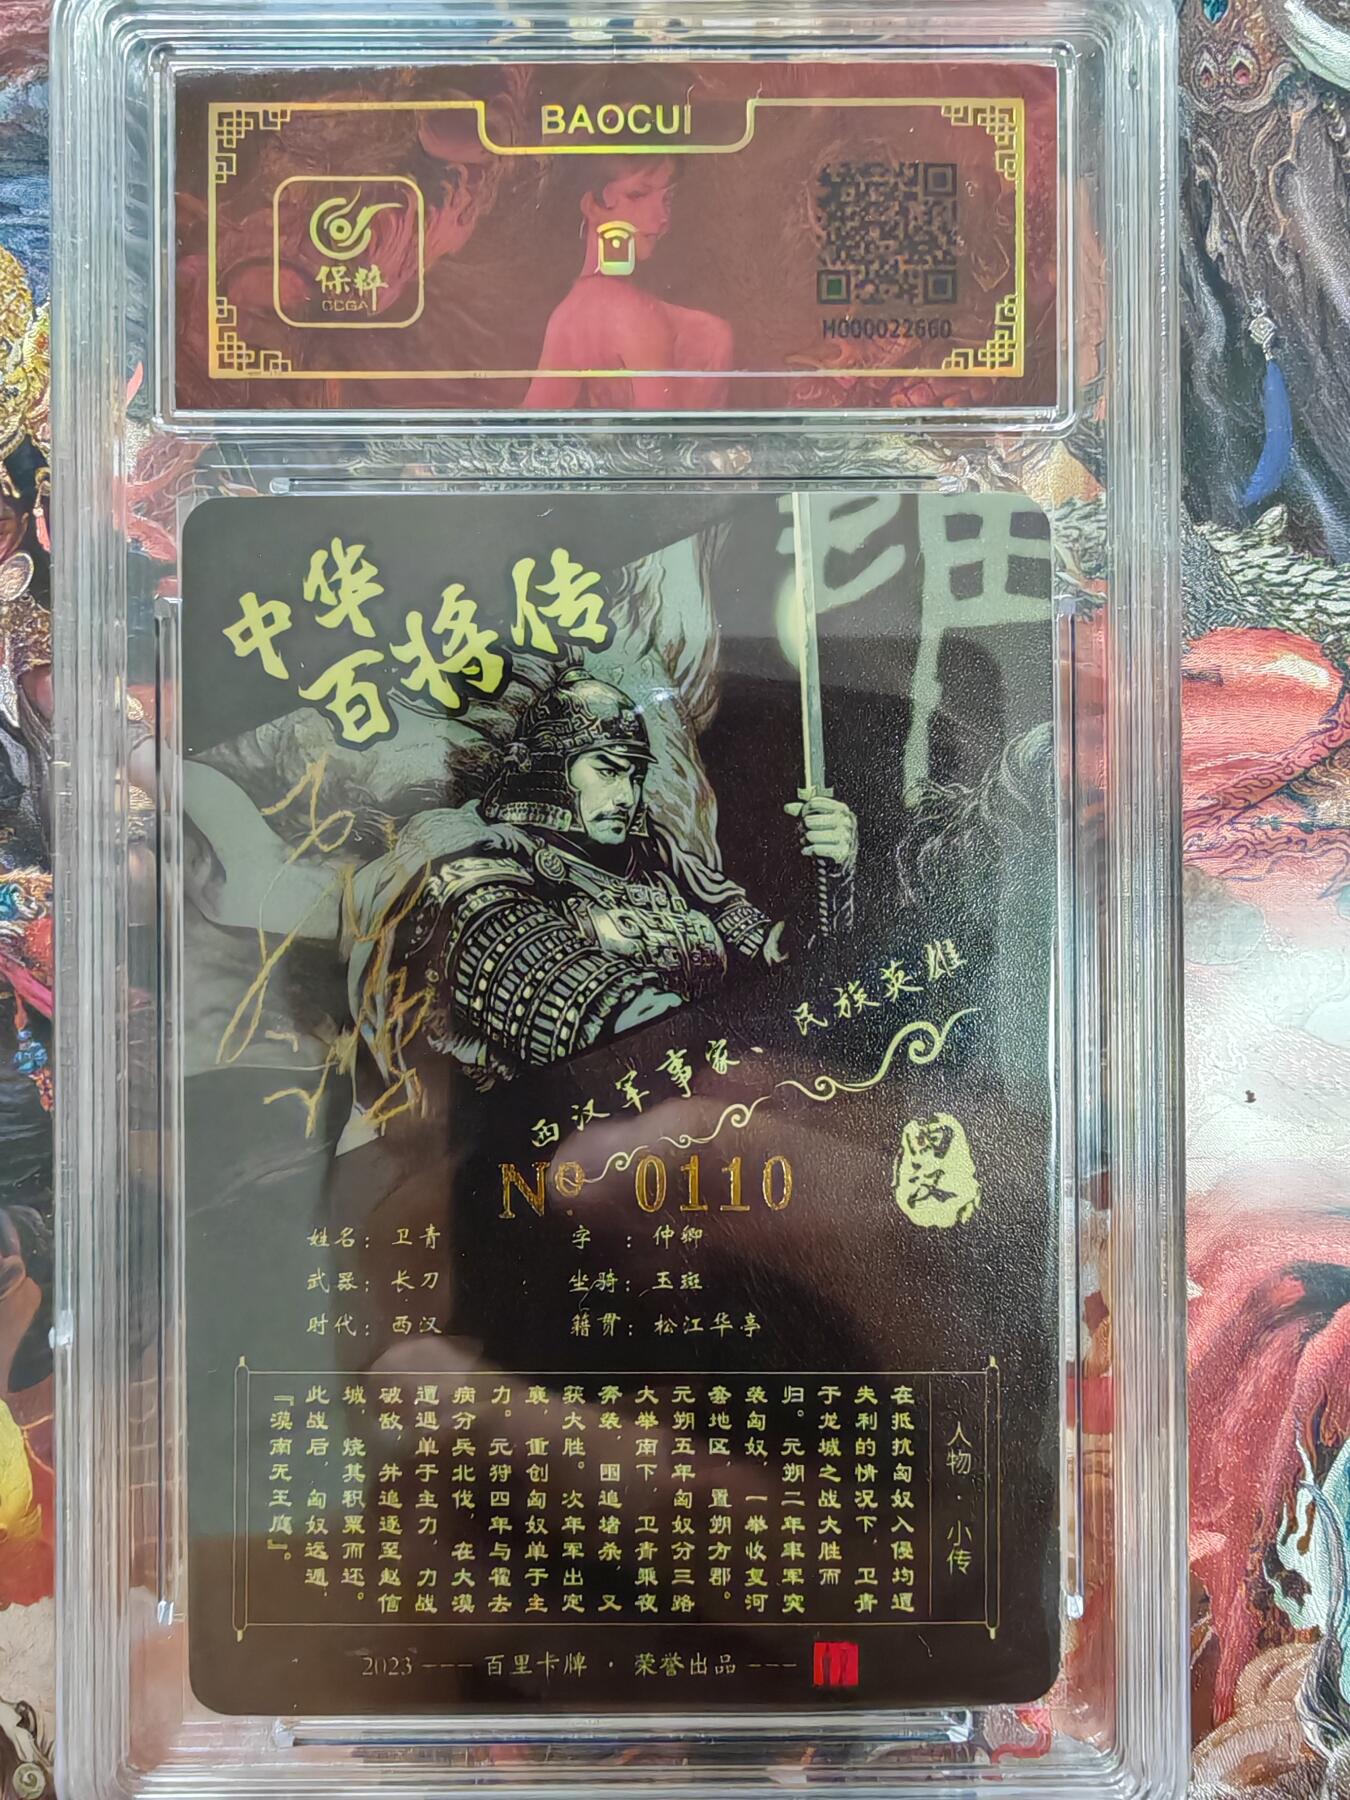 BAOCUI
保粹
CCGA
H000022660
中华
百将传
西汉军事家、民族英雄
西汉
Nº 0110
姓名：卫青 字：仲卿
武器：长刀 坐骑：玉斑
时代：西汉 籍贯：松江华亭
人物·小传
在抵抗匈奴入侵均遭
失利的情况下，卫青
于龙城之战大胜而
归。元朔二年率军突
装匈奴，一举收复河
套地区，置朔方郡。
元朔五年匈奴分三路
大举南下，卫青乘夜
奔袭，围追堵杀，又
获大胜。次年军出定
襄，重创匈奴单于主
力。元狩四年与霍去
病分兵北伐，在大漠
遭遇单于主力，力战
破敌，并追逐至赵信
城，烧其积粟而还。
此战后，匈奴远遁，
『漠南无王庭』。
2023---百里卡牌·荣誉出品---